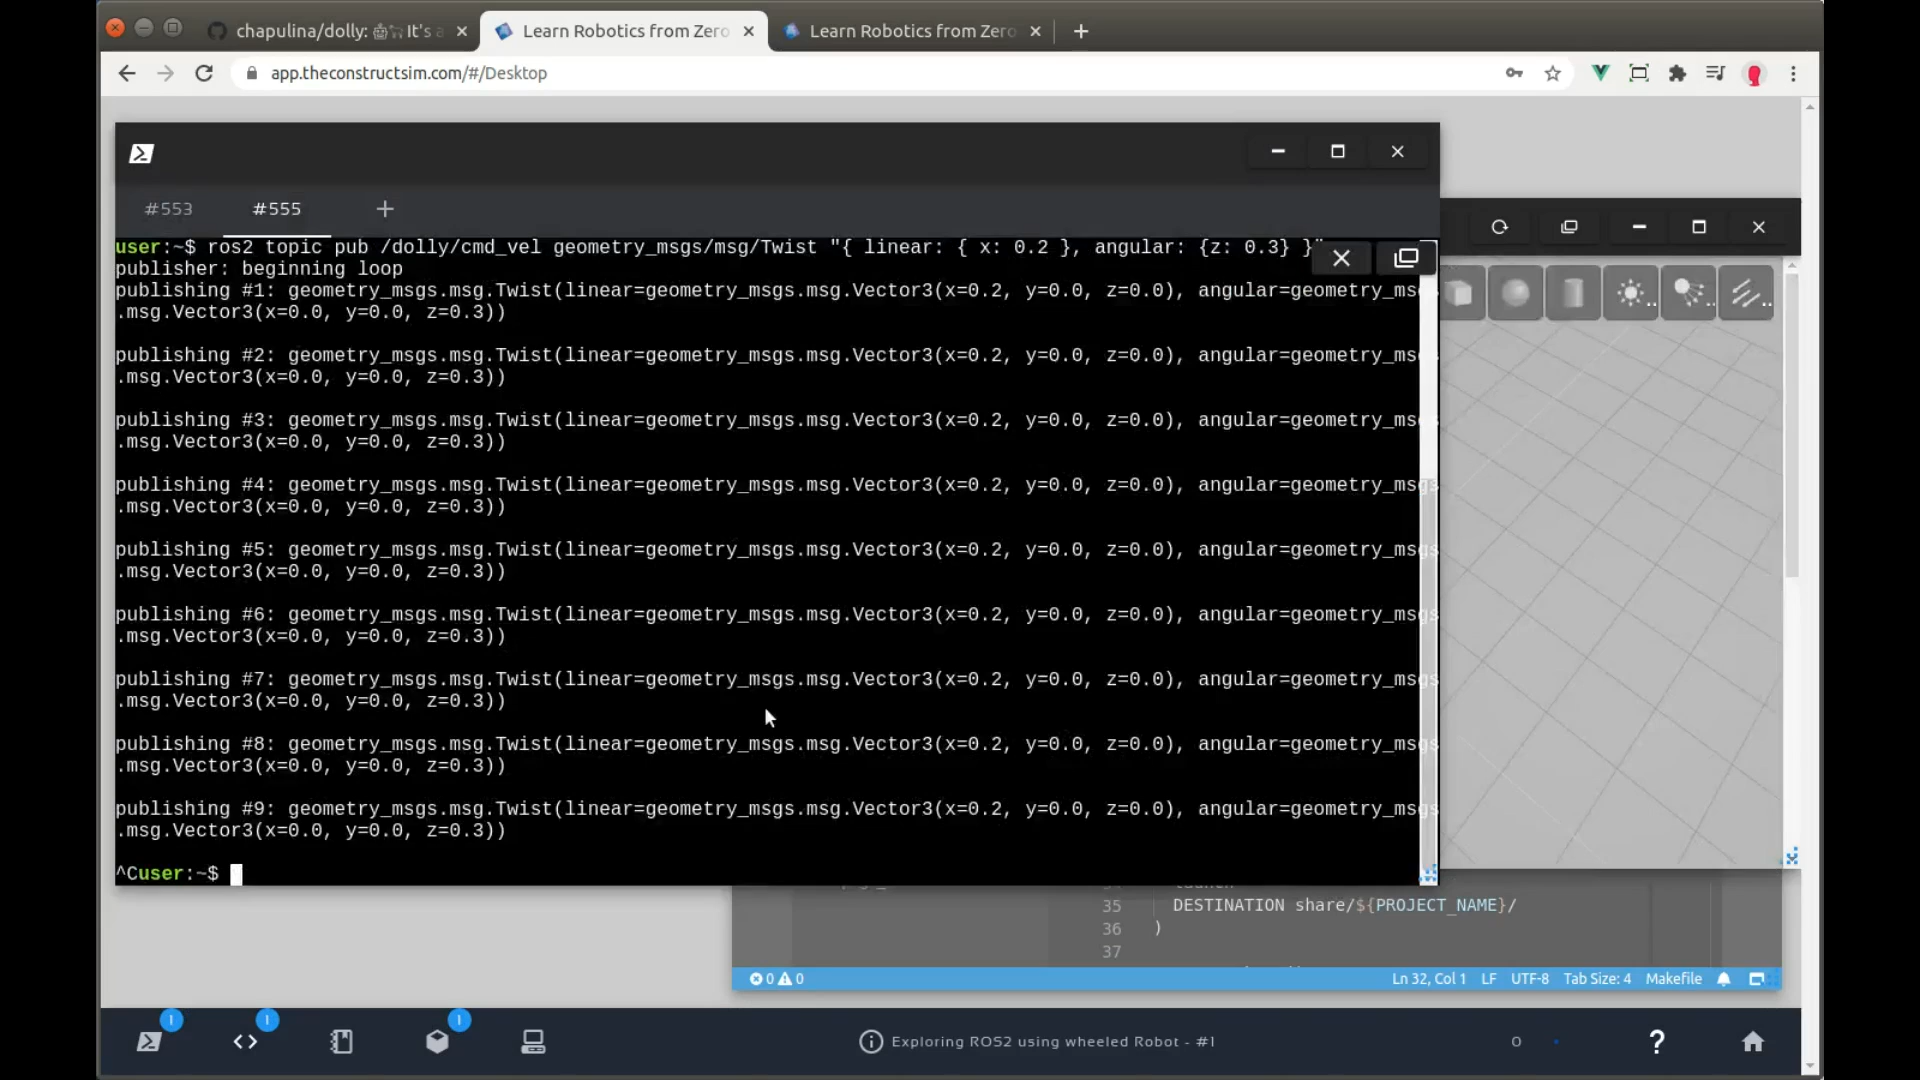 chapulina/dolly: 🤖🐑 It's a
Learn Robotics from Zero
Learn Robotics from Zero
app.theconstructsim.com/#/Desktop
#553
#555
user:~$ ros2 topic pub /dolly/cmd_vel geometry_msgs/msg/Twist "{ linear: { x: 0.2 }, angular: {z: 0.3} }"
publisher: beginning loop
publishing #1: geometry_msgs.msg.Twist(linear=geometry_msgs.msg.Vector3(x=0.2, y=0.0, z=0.0), angular=geometry_msgs
.msg.Vector3(x=0.0, y=0.0, z=0.3))
publishing #2: geometry_msgs.msg.Twist(linear=geometry_msgs.msg.Vector3(x=0.2, y=0.0, z=0.0), angular=geometry_msgs
.msg.Vector3(x=0.0, y=0.0, z=0.3))
publishing #3: geometry_msgs.msg.Twist(linear=geometry_msgs.msg.Vector3(x=0.2, y=0.0, z=0.0), angular=geometry_msgs
.msg.Vector3(x=0.0, y=0.0, z=0.3))
publishing #4: geometry_msgs.msg.Twist(linear=geometry_msgs.msg.Vector3(x=0.2, y=0.0, z=0.0), angular=geometry_msgs
.msg.Vector3(x=0.0, y=0.0, z=0.3))
publishing #5: geometry_msgs.msg.Twist(linear=geometry_msgs.msg.Vector3(x=0.2, y=0.0, z=0.0), angular=geometry_msgs
.msg.Vector3(x=0.0, y=0.0, z=0.3))
publishing #6: geometry_msgs.msg.Twist(linear=geometry_msgs.msg.Vector3(x=0.2, y=0.0, z=0.0), angular=geometry_msgs
.msg.Vector3(x=0.0, y=0.0, z=0.3))
publishing #7: geometry_msgs.msg.Twist(linear=geometry_msgs.msg.Vector3(x=0.2, y=0.0, z=0.0), angular=geometry_msgs
.msg.Vector3(x=0.0, y=0.0, z=0.3))
publishing #8: geometry_msgs.msg.Twist(linear=geometry_msgs.msg.Vector3(x=0.2, y=0.0, z=0.0), angular=geometry_msgs
.msg.Vector3(x=0.0, y=0.0, z=0.3))
publishing #9: geometry_msgs.msg.Twist(linear=geometry_msgs.msg.Vector3(x=0.2, y=0.0, z=0.0), angular=geometry_msgs
.msg.Vector3(x=0.0, y=0.0, z=0.3))
^Cuser:~$
35 DESTINATION share/${PROJECT_NAME}/
36 )
37
0 0 Ln 32, Col 1 LF UTF-8 Tab Size: 4 Makefile
Exploring ROS2 using wheeled Robot - #1